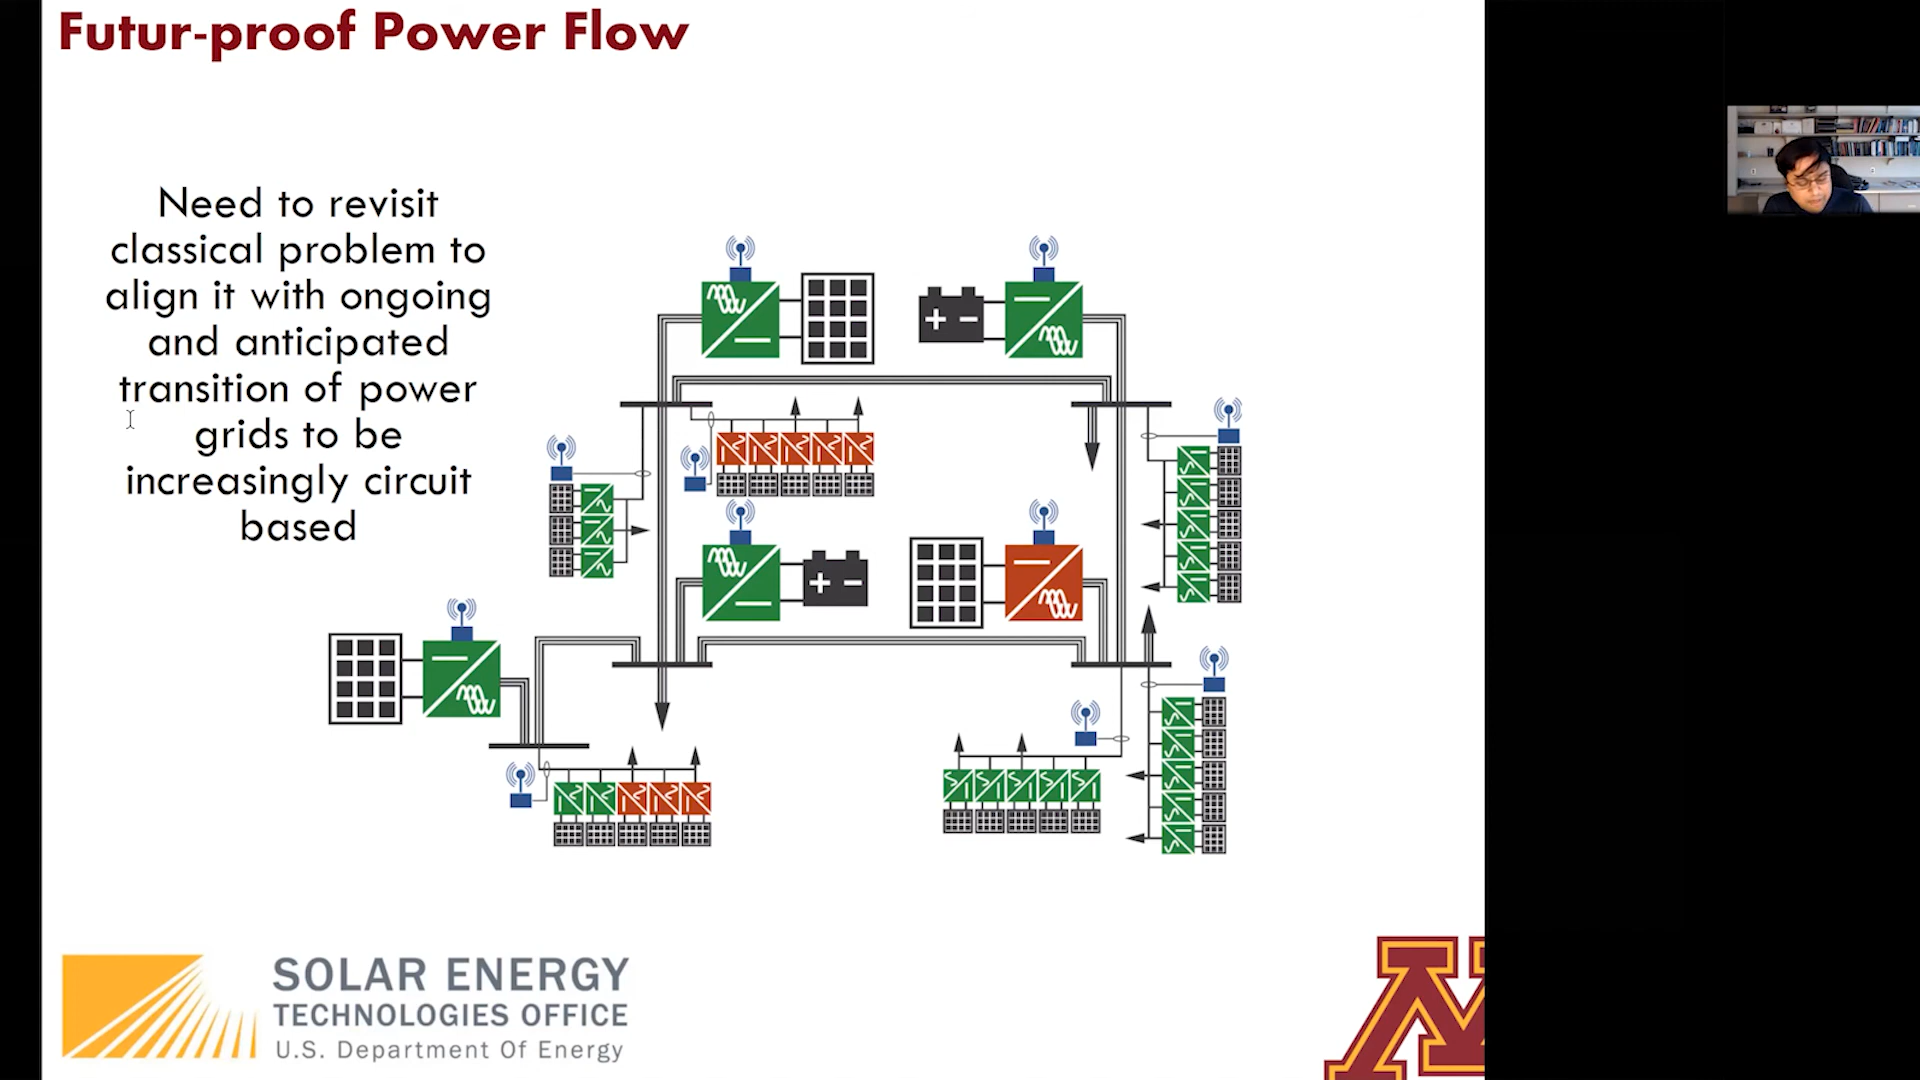 Futur-proof Power Flow
Need to revisit
classical problem to
align it with ongoing
and anticipated
transition of power
grids to be
increasingly circuit
based
SOLAR ENERGY
TECHNOLOGIES OFFICE
U.S. Department Of Energy
M